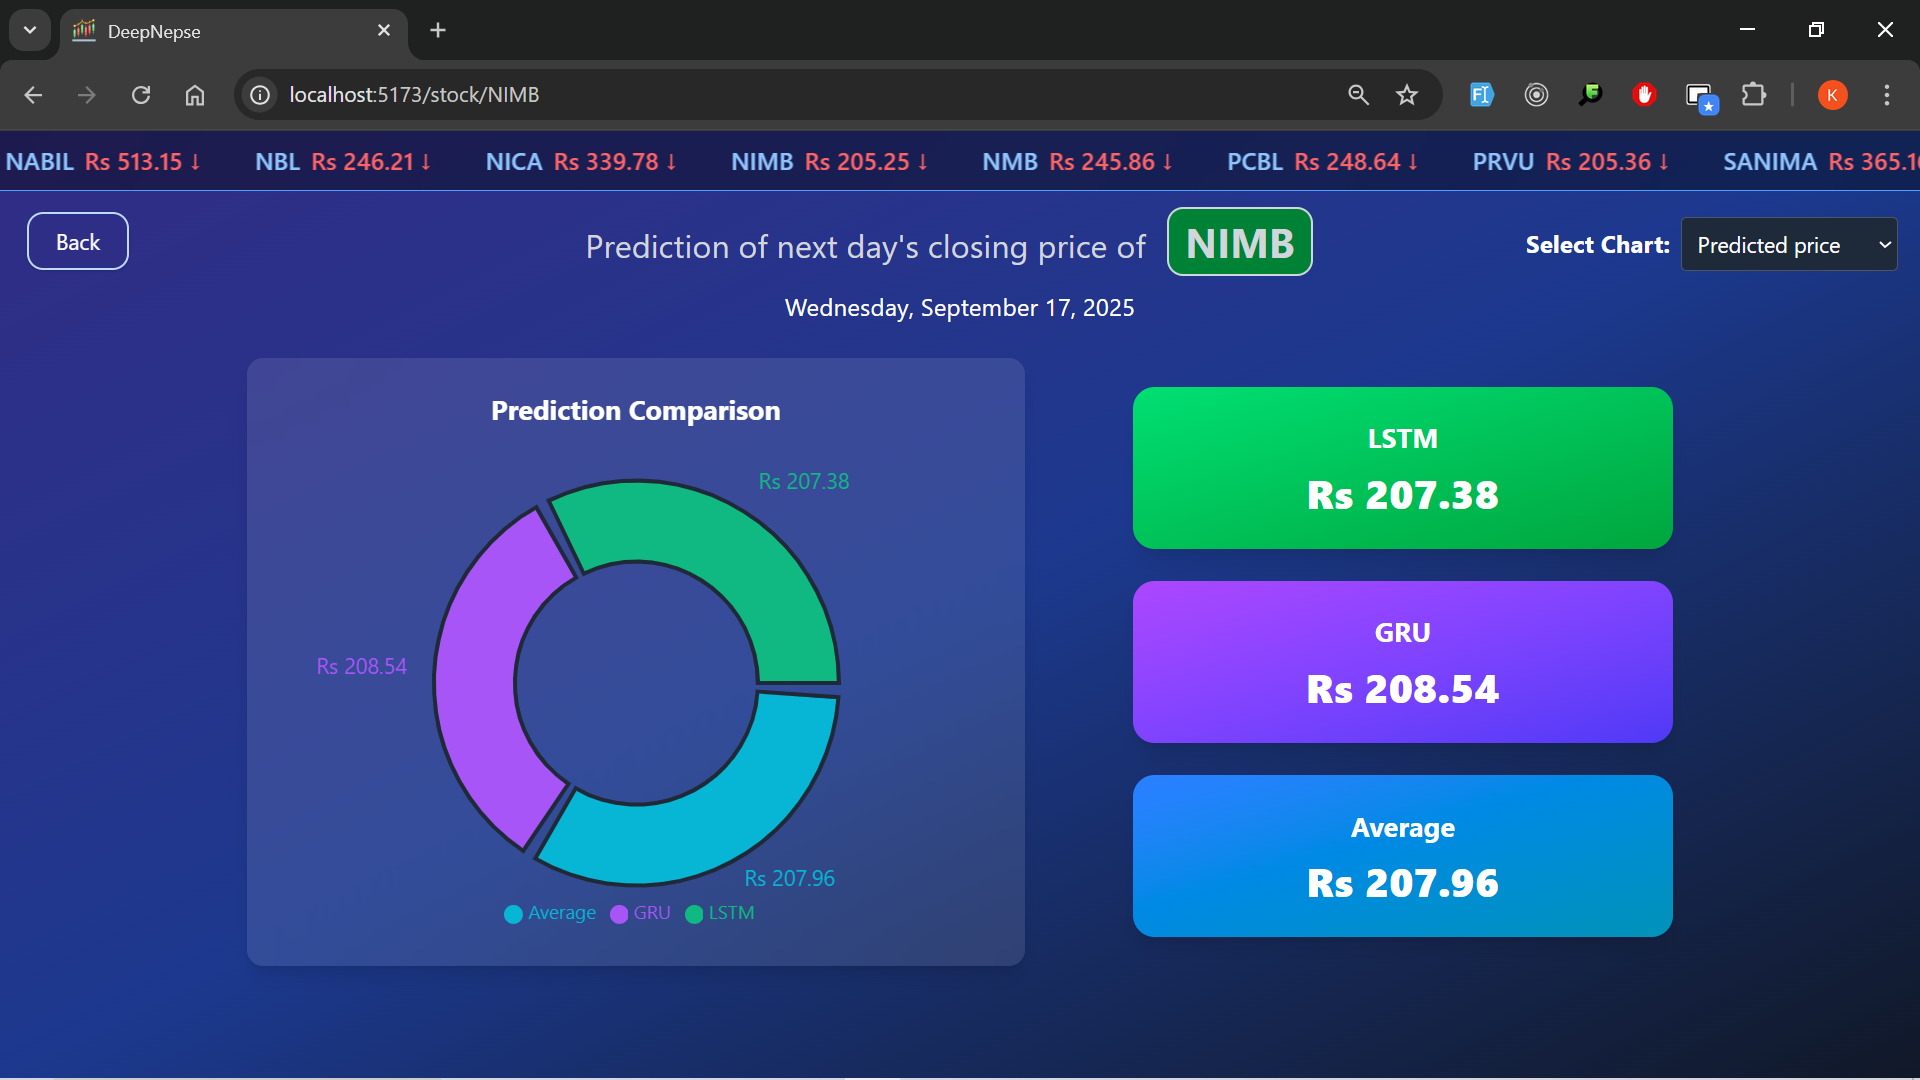 DeepNepse
localhost:5173/stock/NIMB
K
NABIL Rs 513.15 ↓ NBL Rs 246.21 ↓ NICA Rs 339.78 ↓ NIMB Rs 205.25 ↓ NMB Rs 245.86 ↓ PCBL Rs 248.64 ↓ PRVU Rs 205.36 ↓ SANIMA Rs 365.1
Back
Prediction of next day's closing price of NIMB
Select Chart: Predicted price
Wednesday, September 17, 2025
Prediction Comparison
Rs 207.38
Rs 208.54
Rs 207.96
Average GRU LSTM
LSTM
Rs 207.38
GRU
Rs 208.54
Average
Rs 207.96